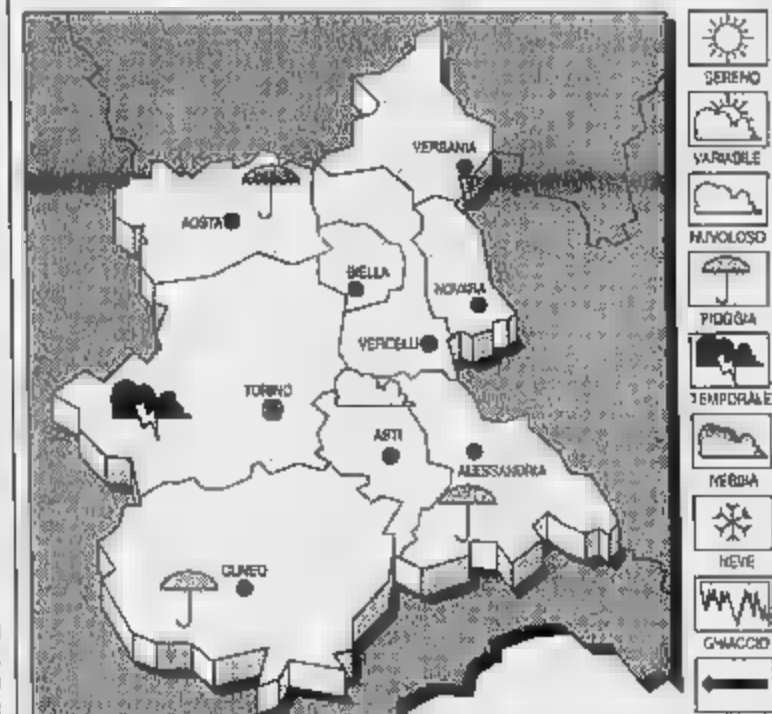 SERENO
VARIABILE
NUVOLOSO
PIOGGIA
TEMPORALE
NEBBIA
NEVE
GHIACCIO
VERBANIA
AOSTA
BIELLA
NOVARA
VERCELLI
TORINO
ASTI
ALESSANDRIA
CUNEO